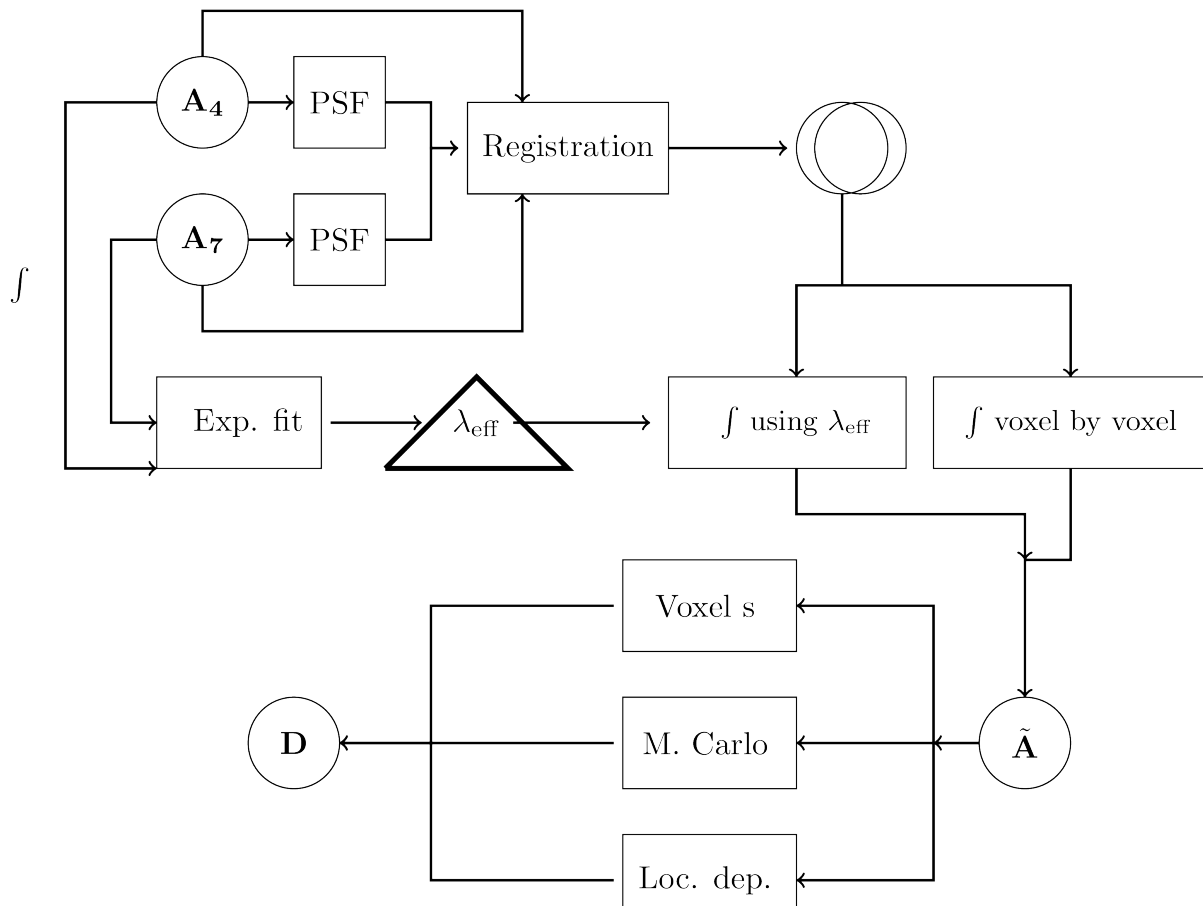 A₄
PSF
Registration
A₇
PSF
∫
Exp. fit
λ_eff
∫ using λ_eff
∫ voxel by voxel
Voxel s
D
M. Carlo
Ã
Loc. dep.